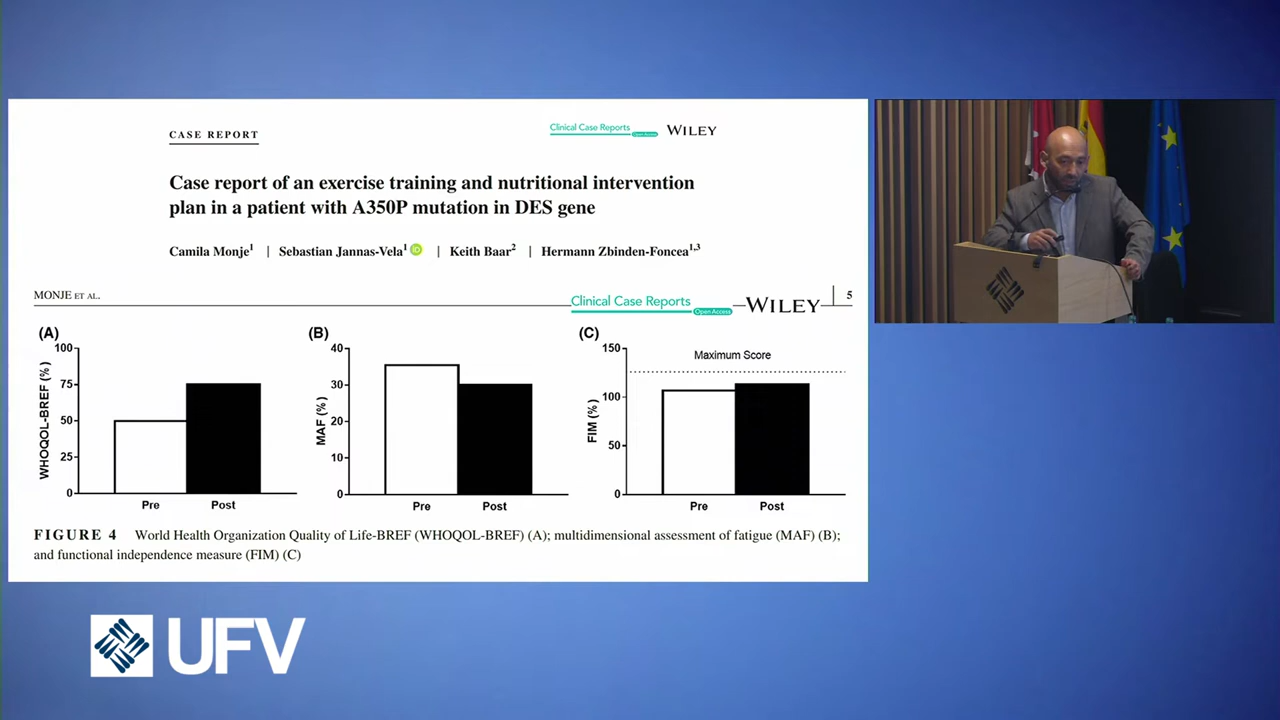 CASE REPORT
Clinical Case Reports Open Access WILEY
Case report of an exercise training and nutritional intervention
plan in a patient with A350P mutation in DES gene
Camila Monje1 | Sebastian Jannas-Vela1 iD | Keith Baar2 | Hermann Zbinden-Foncea1,3
MONJE ET AL.
Clinical Case Reports Open Access WILEY 5
(A)
WHOQOL-BREF (%)
100
75
50
25
0
Pre Post
(B)
MAF (%)
40
30
20
10
0
Pre Post
(C)
FIM (%)
150
100
50
0
Maximum Score
Pre Post
FIGURE 4 World Health Organization Quality of Life-BREF (WHOQOL-BREF) (A); multidimensional assessment of fatigue (MAF) (B);
and functional independence measure (FIM) (C)
UFV